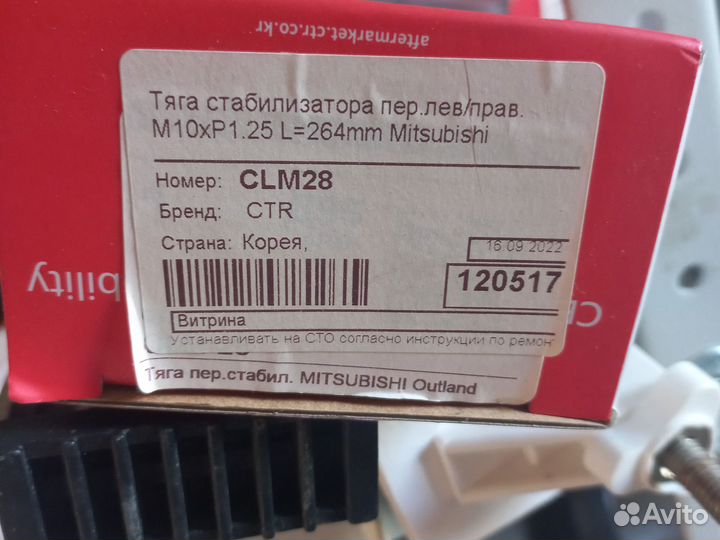 aftermarket.ctr.co.kr
Тяга стабилизатора пер.лев/прав.
M10xP1.25 L=264mm Mitsubishi
Номер: CLM28
Бренд: CTR
Страна: Корея,
16.09.2022
120517
Витрина
Устанавливать на СТО согласно инструкции по ремон
Тяга пер.стабил. MITSUBISHI Outland
bility
Avito